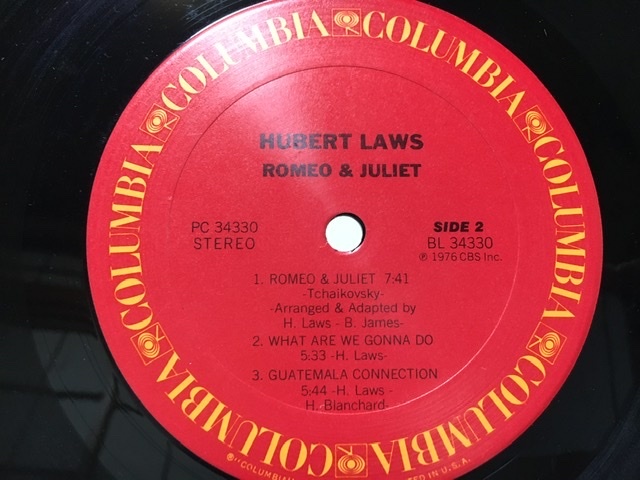 COLUMBIA COLUMBIA COLUMBIA COLUMBIA COLUMBIA COLUMBIA
HUBERT LAWS
ROMEO & JULIET
PC 34330
STEREO
SIDE 2
BL 34330
℗ 1976 CBS Inc.
1. ROMEO & JULIET 7:41
-Tchaikovsky-
-Arranged & Adapted by
H. Laws - B. James-
2. WHAT ARE WE GONNA DO
5:33 -H. Laws-
3. GUATEMALA CONNECTION
5:44 -H. Laws -
H. Blanchard-
®"COLUMBIA
IN U.S.A.